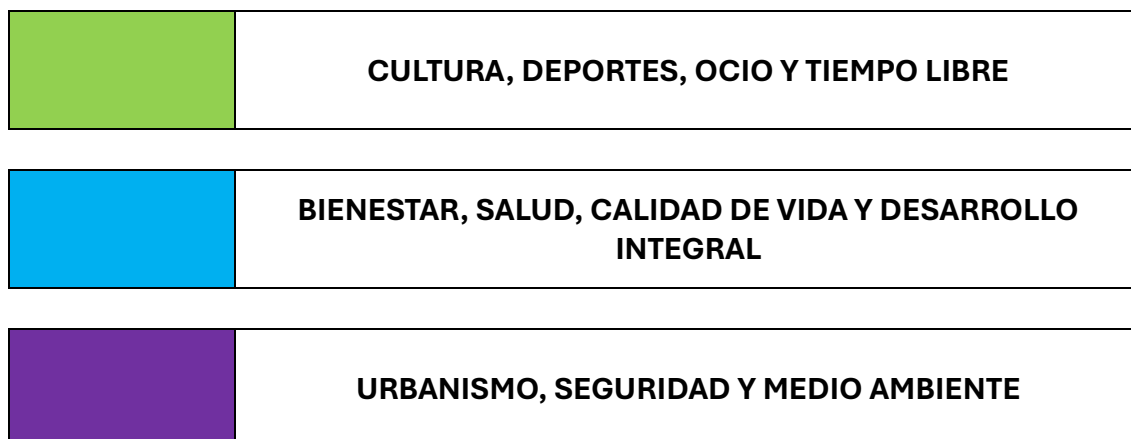 CULTURA, DEPORTES, OCIO Y TIEMPO LIBRE
BIENESTAR, SALUD, CALIDAD DE VIDA Y DESARROLLO
INTEGRAL
URBANISMO, SEGURIDAD Y MEDIO AMBIENTE